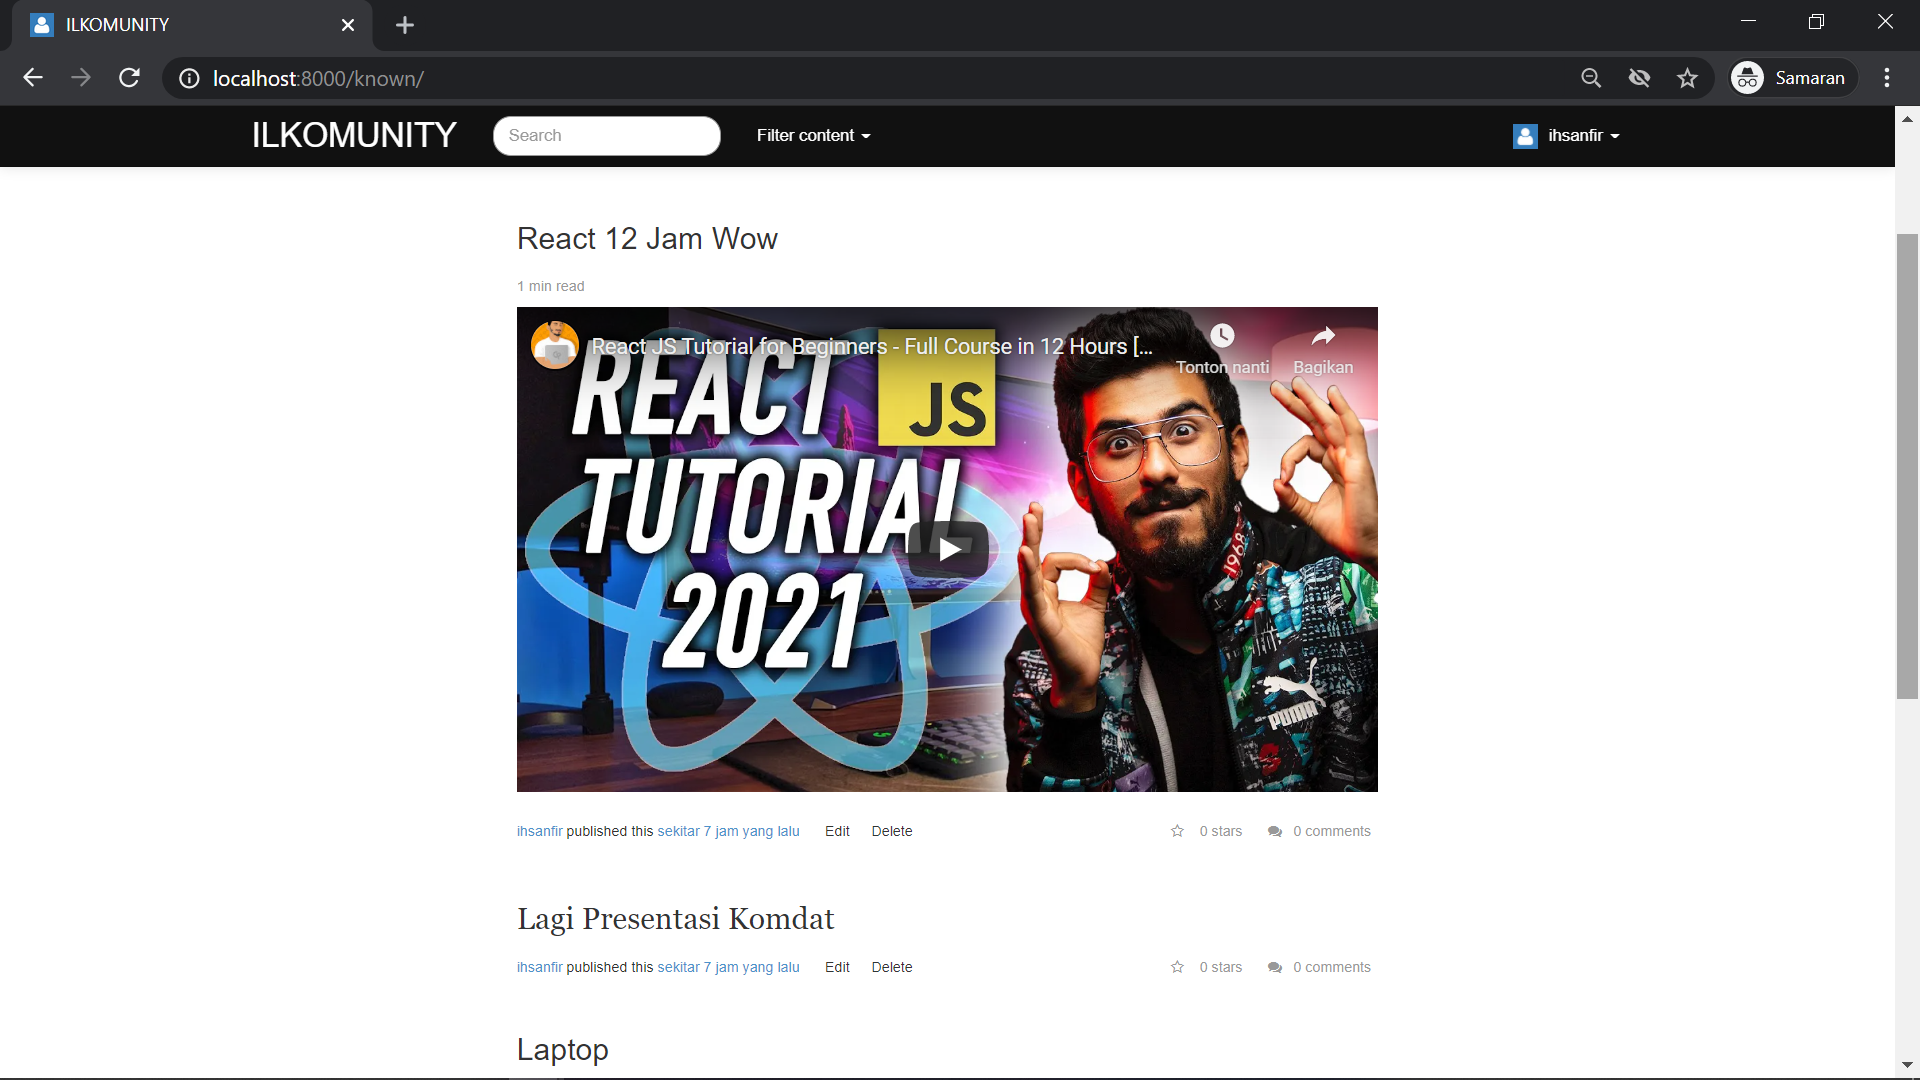 ILKOMUNITY
localhost:8000/known/
Samaran
ILKOMUNITY
Search
Filter content
ihsanfir
React 12 Jam Wow
1 min read
React JS Tutorial for Beginners - Full Course in 12 Hours [...
Tonton nanti
Bagikan
REACT
JS
TUTORIAL
2021
1968
PUMA
ihsanfir published this sekitar 7 jam yang lalu Edit Delete 0 stars 0 comments
Lagi Presentasi Komdat
ihsanfir published this sekitar 7 jam yang lalu Edit Delete 0 stars 0 comments
Laptop